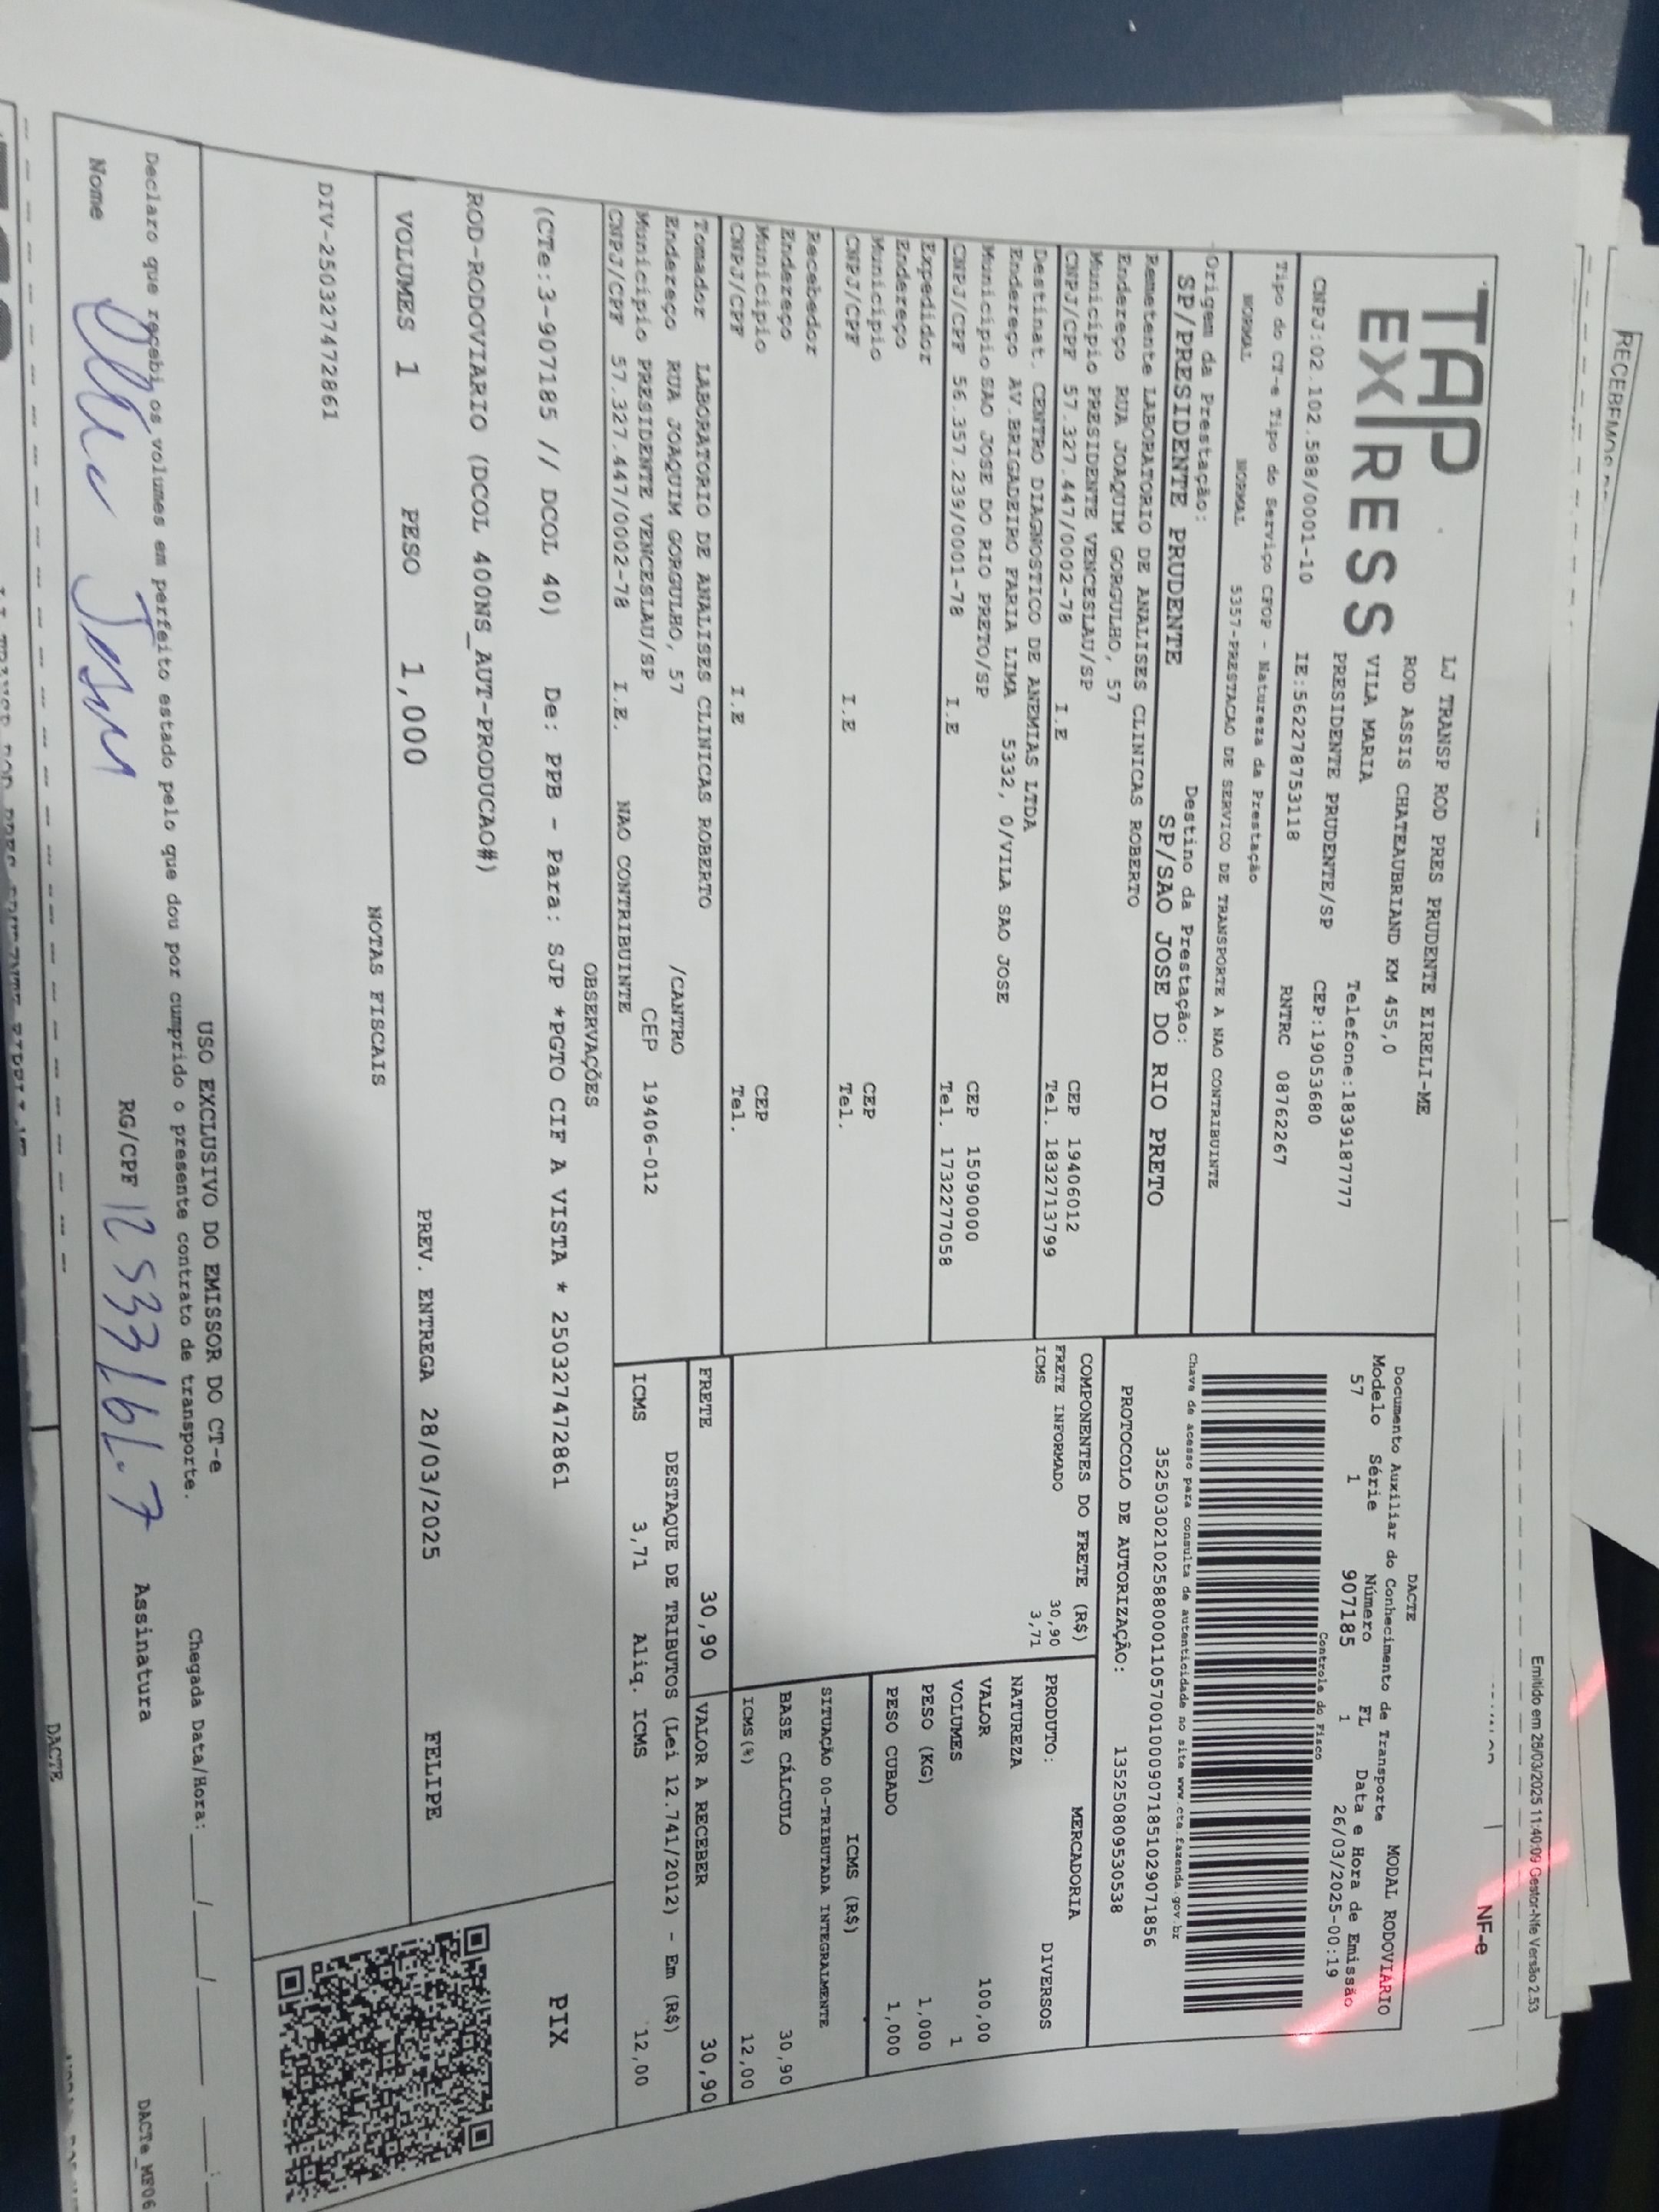 RECEBEMOS
Emitido em 26/03/2025 11:40:09 Gestor-Nfe Versão 2.53
NF-e
TAP
EXPRESS
LJ TRANSP ROD PRES PRUDENTE EIRELI-ME
ROD ASSIS CHATEAUBRIAND KM 455,0
VILA MARIA Telefone:1839187777
PRESIDENTE PRUDENTE/SP CEP:19053680
CNPJ:02.102.588/0001-10 IE:562278753118 RNTRC 08762267
Tipo do CT-e Tipo do Serviço CFOP - Natureza da Prestação
NORMAL NORMAL 5357-PRESTACAO DE SERVICO DE TRANSPORTE A NAO CONTRIBUINTE
Origem da Prestação: Destino da Prestação:
SP/PRESIDENTE PRUDENTE SP/SAO JOSE DO RIO PRETO
DACTE
Documento Auxiliar do Conhecimento de Transporte MODAL RODOVIARIO
Modelo Série Número FL Data e Hora de Emissão
57 1 907185 1 26/03/2025-00:19
Controle do Fisco
Chave de acesso para consulta de autenticidade no site www.cte.fazenda.gov.br
35250302102588000110570010009071851029071856
PROTOCOLO DE AUTORIZAÇÃO: 135250809530538
Remetente LABORATORIO DE ANALISES CLINICAS ROBERTO
Endereço RUA JOAQUIM GORGULHO, 57
Municipio PRESIDENTE VENCESLAU/SP CEP 19406012
CNPJ/CPF 57.327.447/0002-78 I.E Tel. 1832713799
Destinat. CENTRO DIAGNOSTICO DE ANEMIAS LTDA
Endereço AV.BRIGADEIRO FARIA LIMA 5332, 0/VILA SAO JOSE
Municipio SAO JOSE DO RIO PRETO/SP CEP 15090000
CNPJ/CPF 56.357.239/0001-78 I.E Tel. 1732277058
Expedidor
Endereço
Municipio CEP
CNPJ/CPF I.E Tel.
Recebedor
Endereço
Municipio CEP
CNPJ/CPF I.E Tel.
Tomador LABORATORIO DE ANALISES CLINICAS ROBERTO
Endereço RUA JOAQUIM GORGULHO, 57 /CANTRO
Municipio PRESIDENTE VENCESLAU/SP CEP 19406-012
CNPJ/CPF 57.327.447/0002-78 I.E. NAO CONTRIBUINTE
COMPONENTES DO FRETE (R$)
FRETE INFORMADO 30,90
ICMS 3,71
MERCADORIA
PRODUTO: DIVERSOS
NATUREZA
VALOR 100,00
VOLUMES 1
PESO (KG) 1,000
PESO CUBADO 1,000
ICMS (R$)
SITUAÇÃO 00-TRIBUTADA INTEGRALMENTE
BASE CÁLCULO 30,90
ICMS(%) 12,00
FRETE 30,90 VALOR A RECEBER 30,90
DESTAQUE DE TRIBUTOS (Lei 12.741/2012) - Em (R$)
ICMS 3,71 Aliq. ICMS 12,00
OBSERVAÇÕES
(CTe:3-907185 // DCOL 40) De: PPB - Para: SJP *PGTO CIF A VISTA * 250327472861
ROD-RODOVIARIO (DCOL 400NS_AUT-PRODUCAO#)
PIX
VOLUMES 1 PESO 1,000 PREV. ENTREGA 28/03/2025 FELIPE
NOTAS FISCAIS
DIV-250327472861
USO EXCLUSIVO DO EMISSOR DO CT-e
Declaro que recebi os volumes em perfeito estado pelo que dou por cumprido o presente contrato de transporte. Chegada Data/Hora:
Nome RG/CPF Assinatura
DACTe_MF06
DACTE